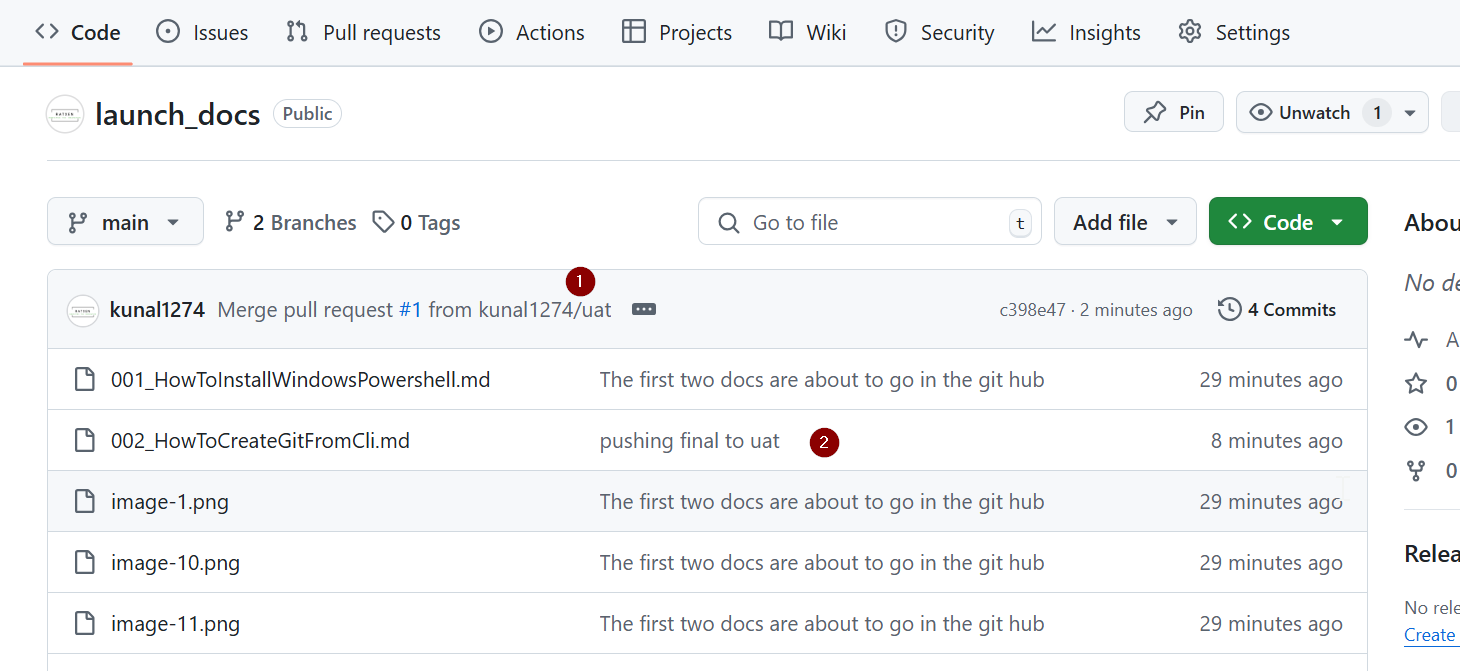 Code Issues Pull requests Actions Projects Wiki Security Insights Settings
launch_docs Public Pin Unwatch 1
main 2 Branches 0 Tags Go to file t Add file Code
1
kunal1274 Merge pull request #1 from kunal1274/uat c398e47 · 2 minutes ago 4 Commits
001_HowToInstallWindowsPowershell.md The first two docs are about to go in the git hub 29 minutes ago
002_HowToCreateGitFromCli.md pushing final to uat 2 8 minutes ago
image-1.png The first two docs are about to go in the git hub 29 minutes ago
image-10.png The first two docs are about to go in the git hub 29 minutes ago
image-11.png The first two docs are about to go in the git hub 29 minutes ago
Abou
No de
A
0
1
0
Relea
No rele
Create